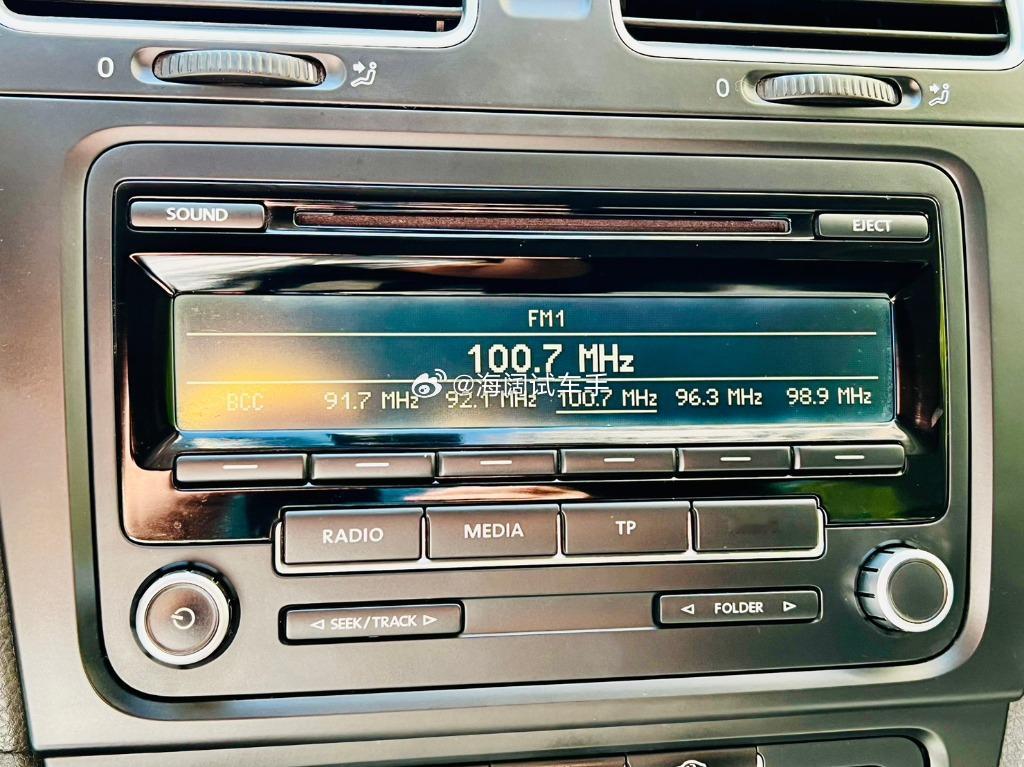 0
0
SOUND
EJECT
FM1
100.7 MHz
@海阔试车手
BCC 91.7 MHz 92.1 MHz 100.7 MHz 96.3 MHz 98.9 MHz
RADIO MEDIA TP
SEEK/TRACK FOLDER